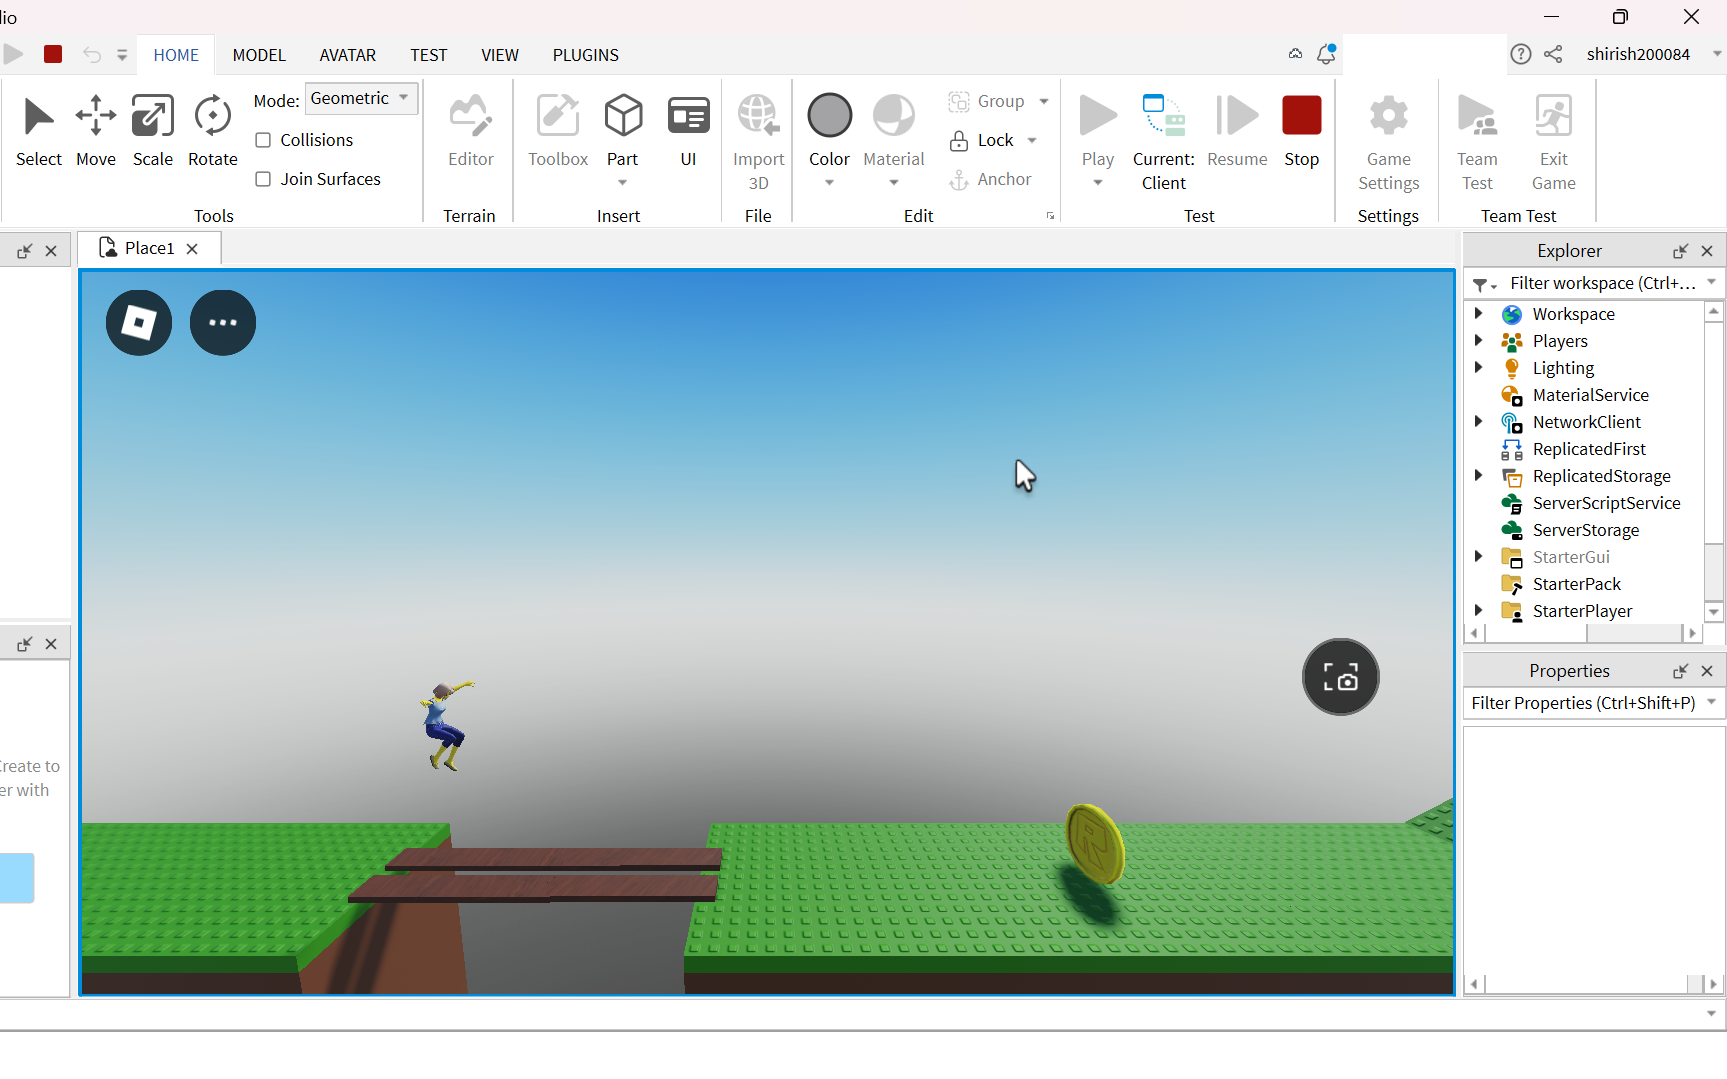 dio
HOME MODEL AVATAR TEST VIEW PLUGINS shirish200084
Mode: Geometric
Collisions
Join Surfaces
Select Move Scale Rotate
Tools
Editor
Terrain
Toolbox Part UI
Insert
Import
3D
File
Color Material
Group
Lock
Anchor
Edit
Play Current:
Client Resume Stop
Test
Game
Settings
Settings
Team
Test Exit
Game
Team Test
Place1
Explorer
Filter workspace (Ctrl+...
Workspace
Players
Lighting
MaterialService
NetworkClient
ReplicatedFirst
ReplicatedStorage
ServerScriptService
ServerStorage
StarterGui
StarterPack
StarterPlayer
Properties
Filter Properties (Ctrl+Shift+P)
Create to
er with